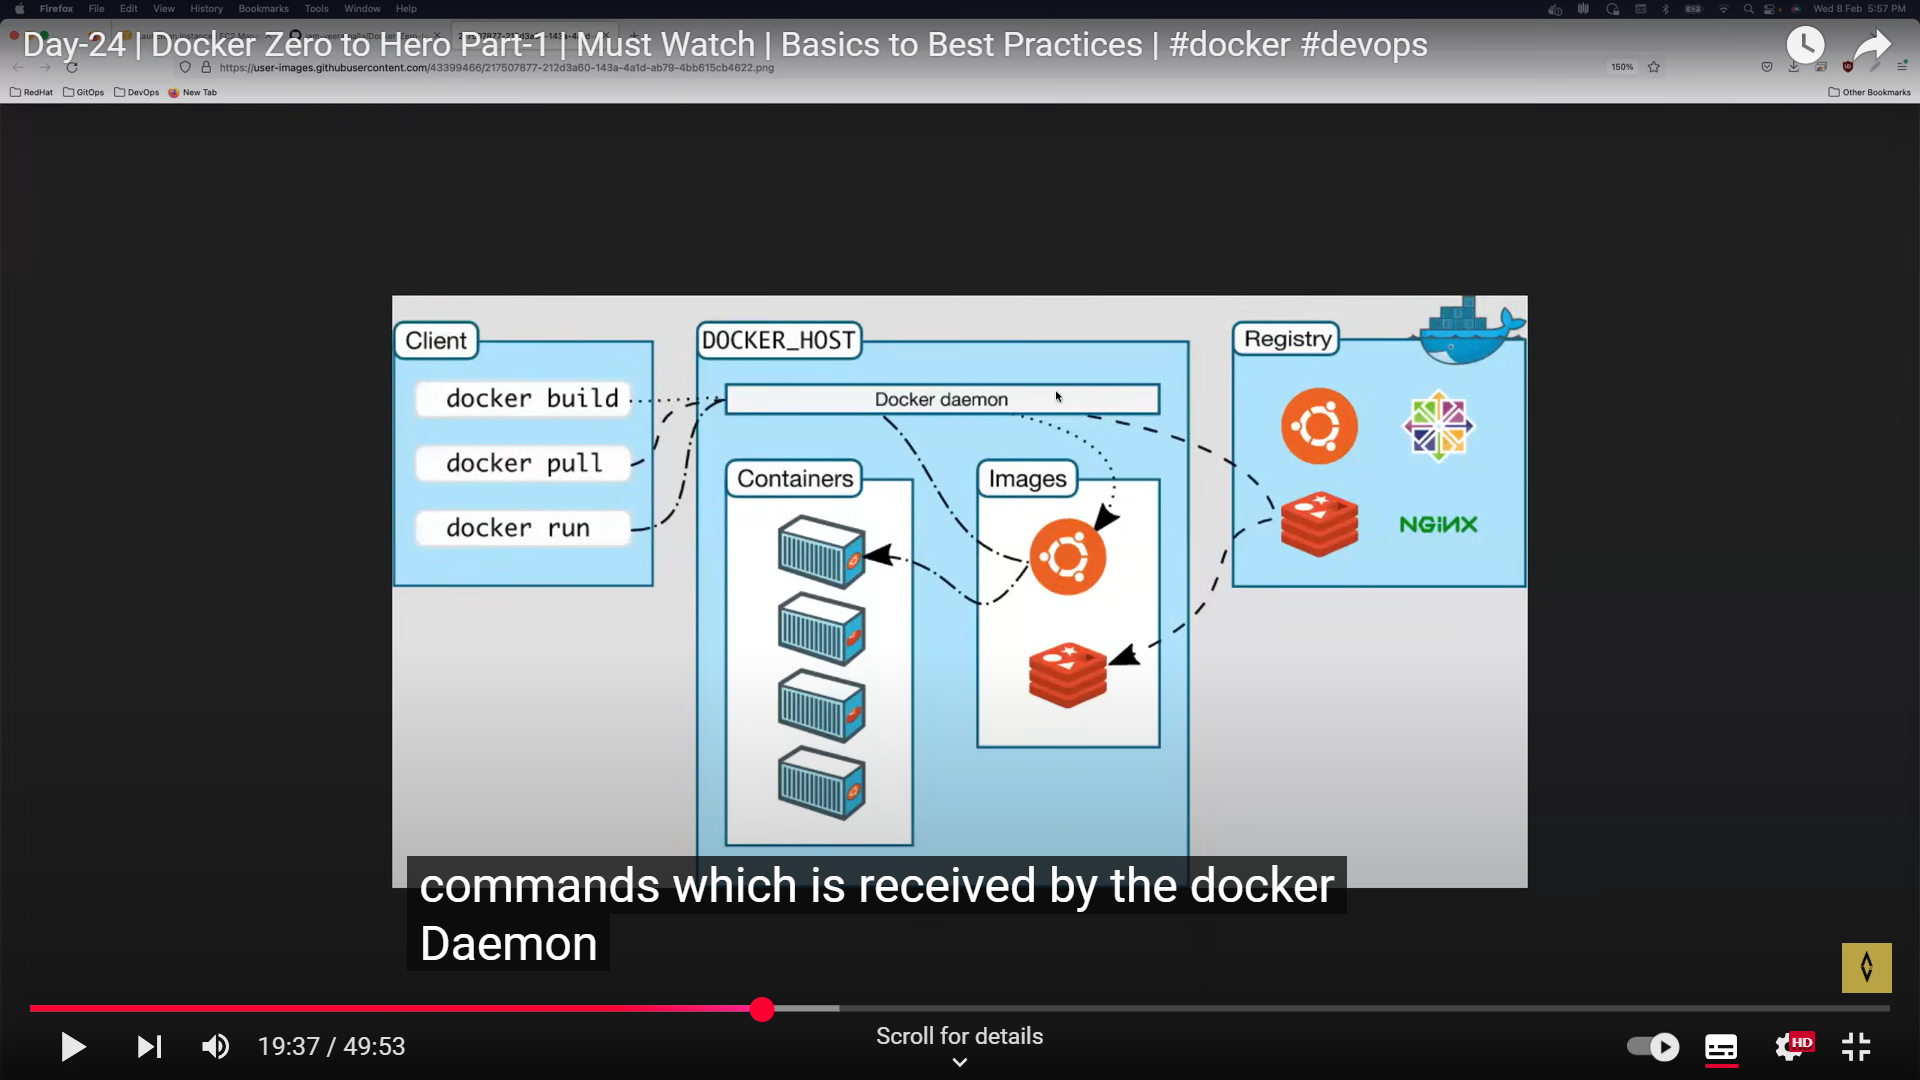 Firefox File Edit View History Bookmarks Tools Window Help
Wed 8 Feb 5:57 PM
Day-24 | Docker Zero to Hero Part-1 | Must Watch | Basics to Best Practices | #docker #devops
https://user-images.githubusercontent.com/43399466/217507877-212d3a60-143a-4a1d-ab79-4bb615cb4622.png
150%
RedHat GitOps DevOps New Tab
Other Bookmarks
Client
DOCKER_HOST
Registry
docker build
Docker daemon
docker pull
docker run
Containers
Images
NGiNX
commands which is received by the docker
Daemon
19:37 / 49:53
Scroll for details
HD